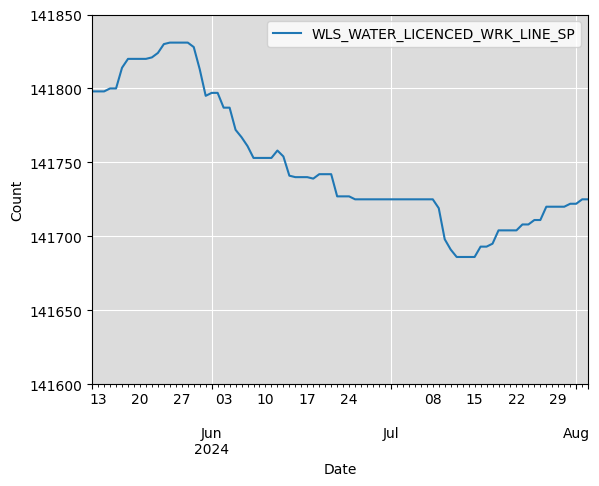 WLS_WATER_LICENCED_WRK_LINE_SP
141850
141800
141750
141700
141650
141600
Count
13 20 27 03 10 17 24 08 15 22 29
Jun Jul Aug
2024
Date